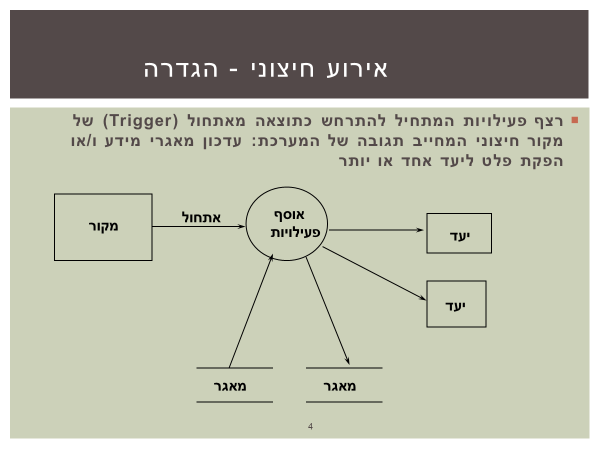 אירוע חיצוני - הגדרה
רצף פעילויות המתחיל להתרחש כתוצאה מאתחול (Trigger) של
מקור חיצוני המחייב תגובה של המערכת: עדכון מאגרי מידע ו/או
הפקת פלט ליעד אחד או יותר
מקור
אתחול
אוסף
פעילויות
יעד
יעד
מאגר
מאגר
4